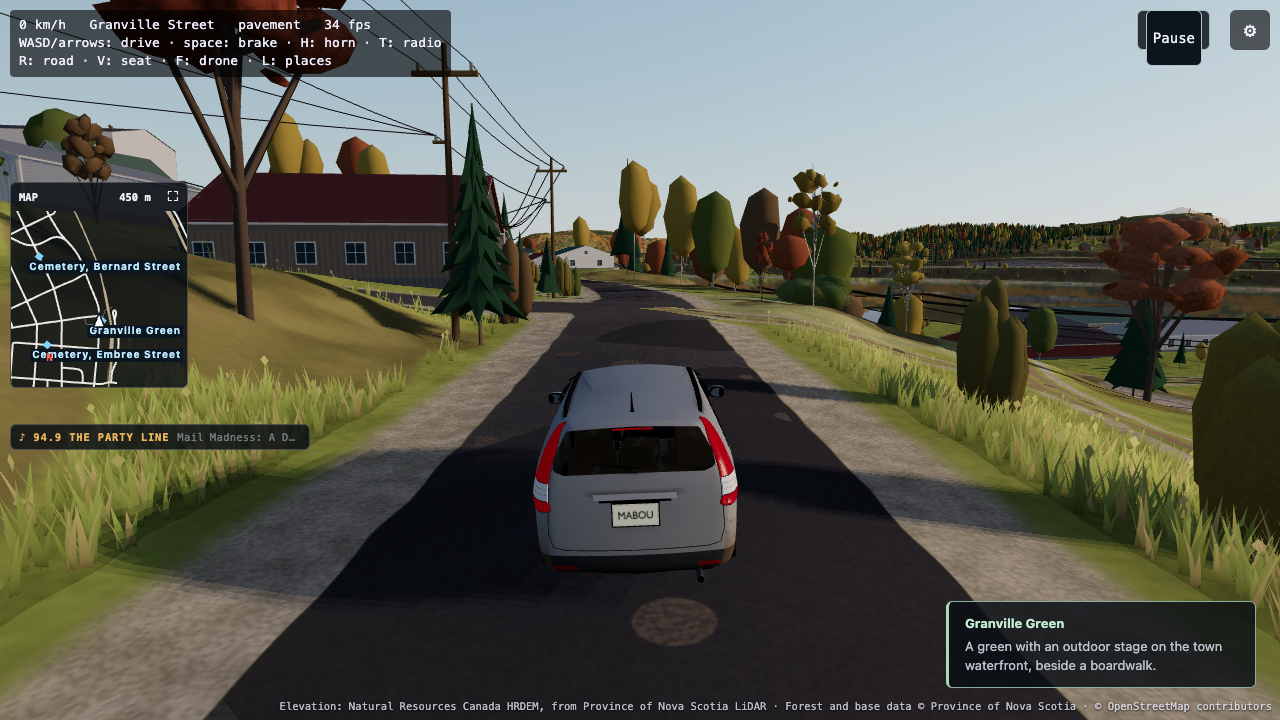 0 km/h Granville Street pavement 34 fps
WASD/arrows: drive · space: brake · H: horn · T: radio
R: road · V: seat · F: drone · L: places
Pause
MAP 450 m
Cemetery, Bernard Street
Granville Green
Cemetery, Embree Street
♪ 94.9 THE PARTY LINE Mail Madness: A D…
MABOU
Granville Green
A green with an outdoor stage on the town
waterfront, beside a boardwalk.
Elevation: Natural Resources Canada HRDEM, from Province of Nova Scotia LiDAR · Forest and base data © Province of Nova Scotia · © OpenStreetMap contributors